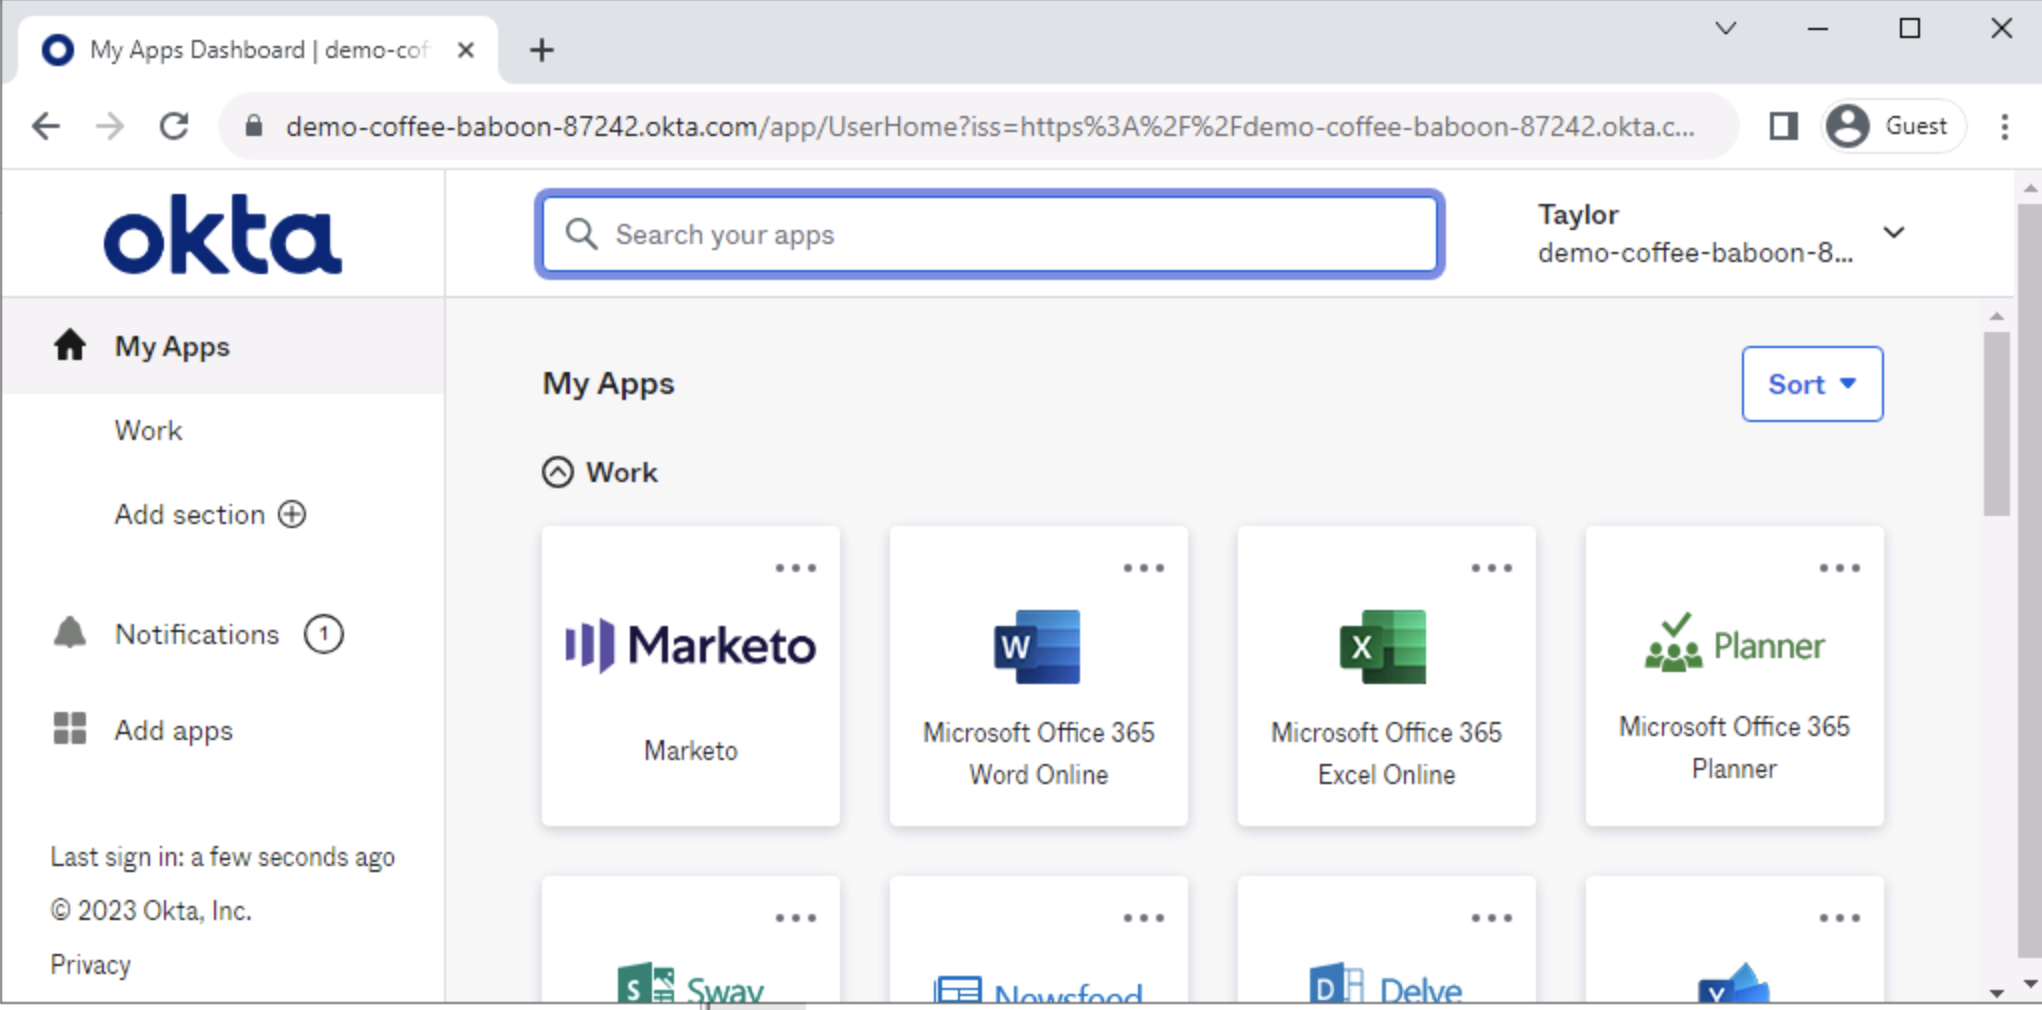 My Apps Dashboard | demo-cof
demo-coffee-baboon-87242.okta.com/app/UserHome?iss=https%3A%2F%2Fdemo-coffee-baboon-87242.okta.c...
Guest
okta
Search your apps
Taylor
demo-coffee-baboon-8...
My Apps
Work
Add section
Notifications 1
Add apps
Last sign in: a few seconds ago
© 2023 Okta, Inc.
Privacy
My Apps
Sort
Work
Marketo
Marketo
W
Microsoft Office 365
Word Online
X
Microsoft Office 365
Excel Online
Planner
Microsoft Office 365
Planner
S Sway
Newsfeed
D Delve